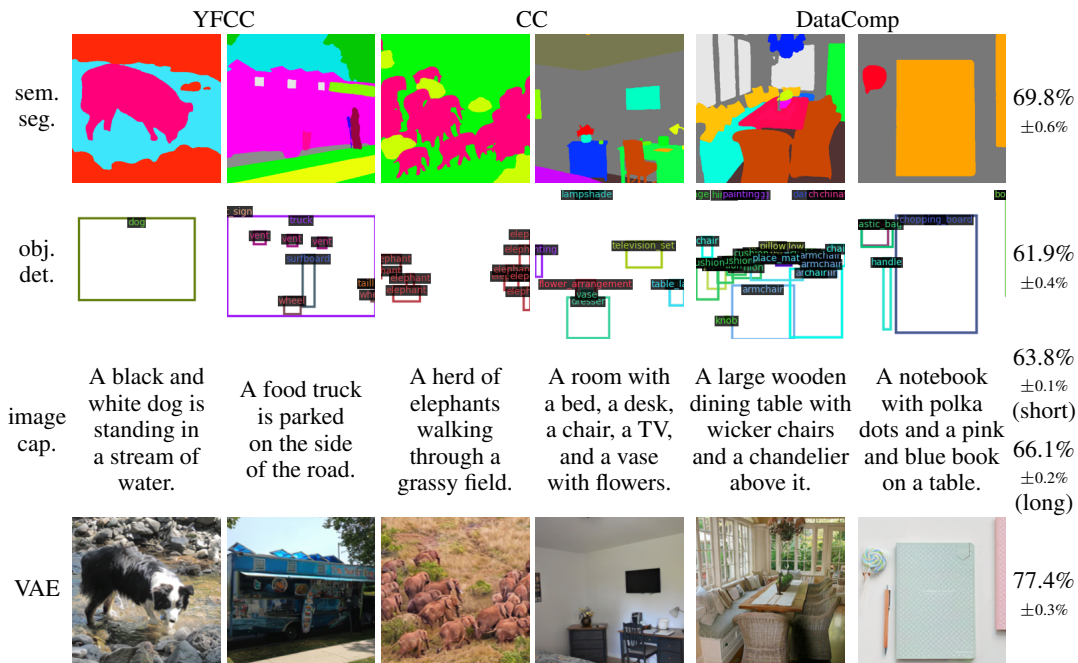 YFCC CC DataComp
sem.
seg.
69.8%
±0.6%
lampshade
painting
dog
truck
vent vent vent
surfboard
wheel
elephant
elephant
television_set
flower_arrangement
vase
dresser
chair
pillow
place_mat
armchair
armchair
armchair
knob
chopping_board
handle
obj.
det.
61.9%
±0.4%
image
cap.
A black and
white dog is
standing in
a stream of
water.
A food truck
is parked
on the side
of the road.
A herd of
elephants
walking
through a
grassy field.
A room with
a bed, a desk,
a chair, a TV,
and a vase
with flowers.
A large wooden
dining table with
wicker chairs
and a chandelier
above it.
A notebook
with polka
dots and a pink
and blue book
on a table.
63.8%
±0.1%
(short)
66.1%
±0.2%
(long)
VAE
77.4%
±0.3%